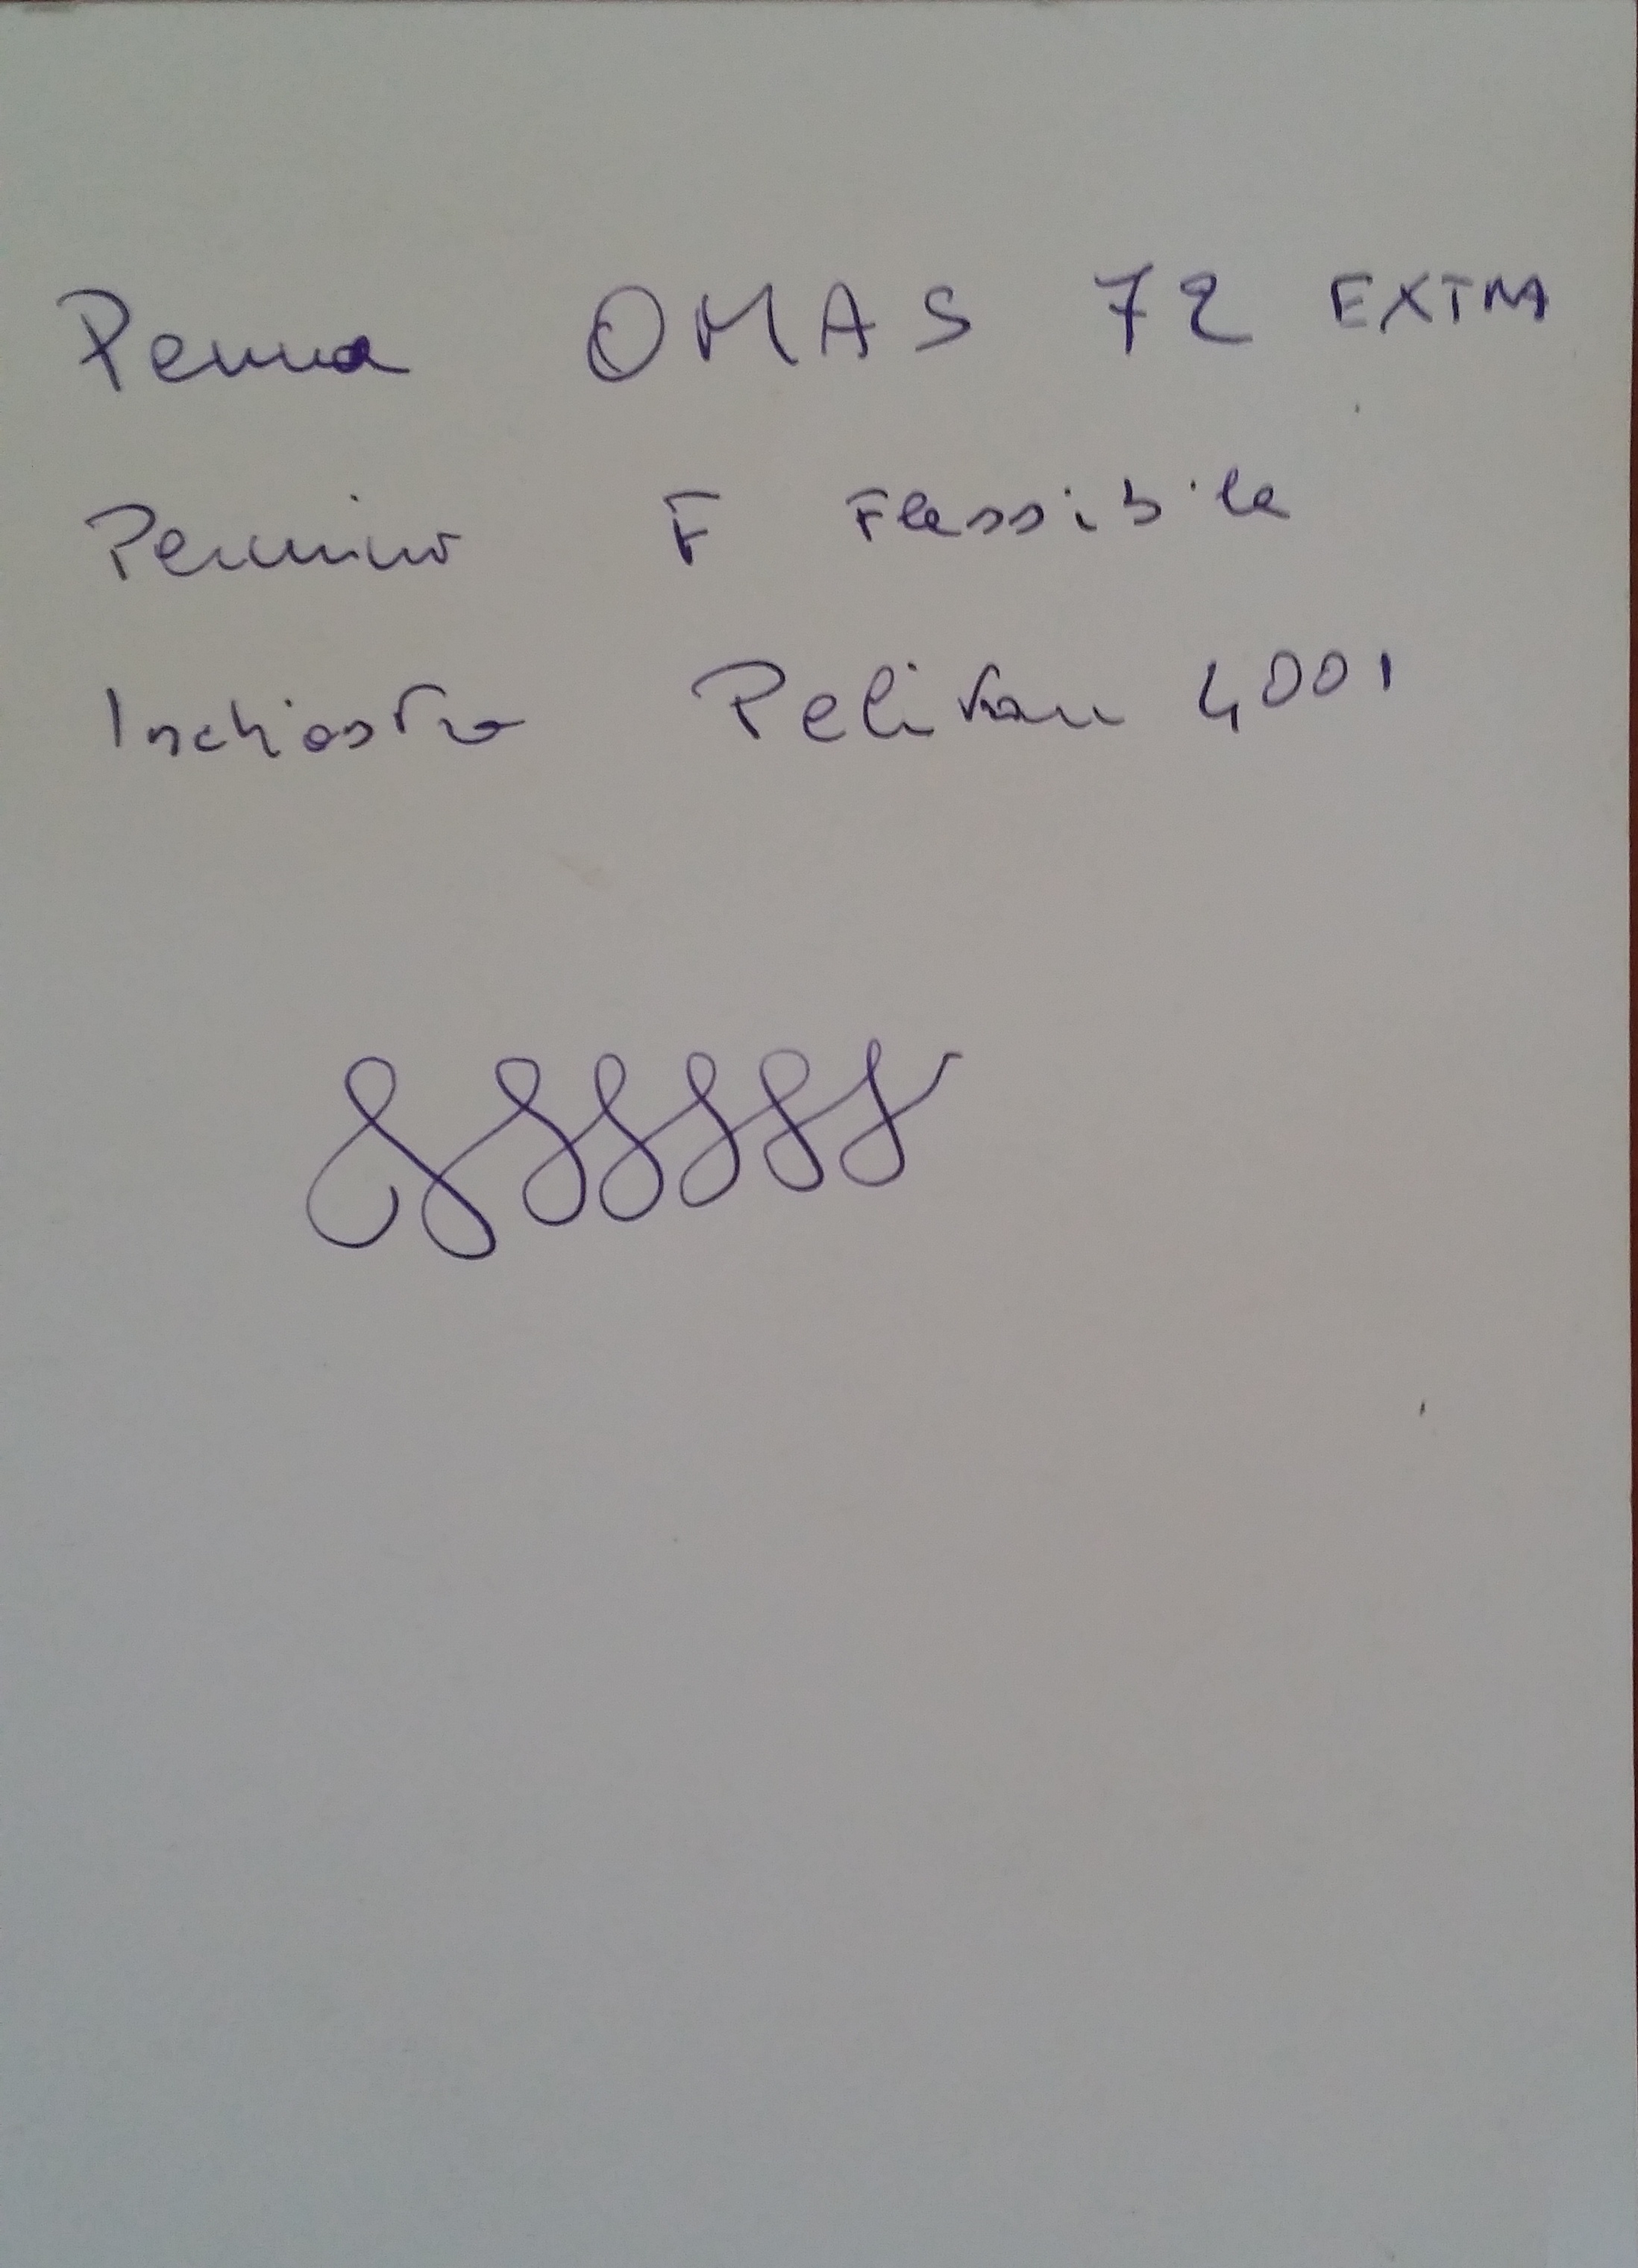 Penna OMAS 72 EXTRA
Pennino F Flessibile
Inchiostro Pelikan 4001